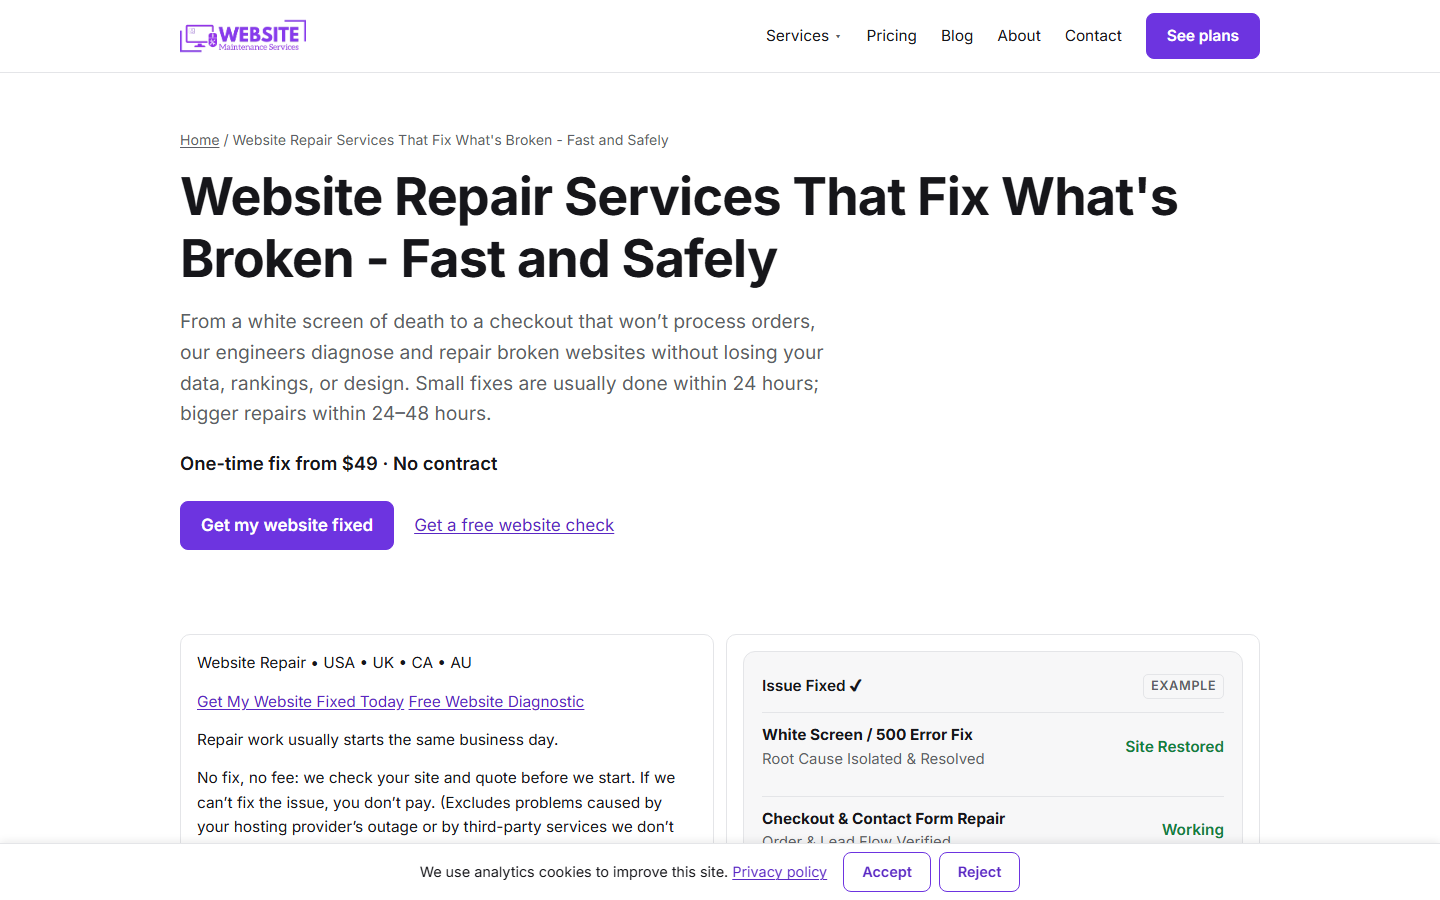 WEBSITE
Maintenance Services
Services
Pricing
Blog
About
Contact
See plans
Home / Website Repair Services That Fix What's Broken - Fast and Safely
Website Repair Services That Fix What's
Broken - Fast and Safely
From a white screen of death to a checkout that won’t process orders,
our engineers diagnose and repair broken websites without losing your
data, rankings, or design. Small fixes are usually done within 24 hours;
bigger repairs within 24–48 hours.
One-time fix from $49 · No contract
Get my website fixed
Get a free website check
Website Repair • USA • UK • CA • AU
Get My Website Fixed Today Free Website Diagnostic
Repair work usually starts the same business day.
No fix, no fee: we check your site and quote before we start. If we
can’t fix the issue, you don’t pay. (Excludes problems caused by
your hosting provider’s outage or by third-party services we don’t
Issue Fixed ✔
EXAMPLE
White Screen / 500 Error Fix
Root Cause Isolated & Resolved
Site Restored
Checkout & Contact Form Repair
Order & Lead Flow Verified
Working
We use analytics cookies to improve this site. Privacy policy
Accept
Reject